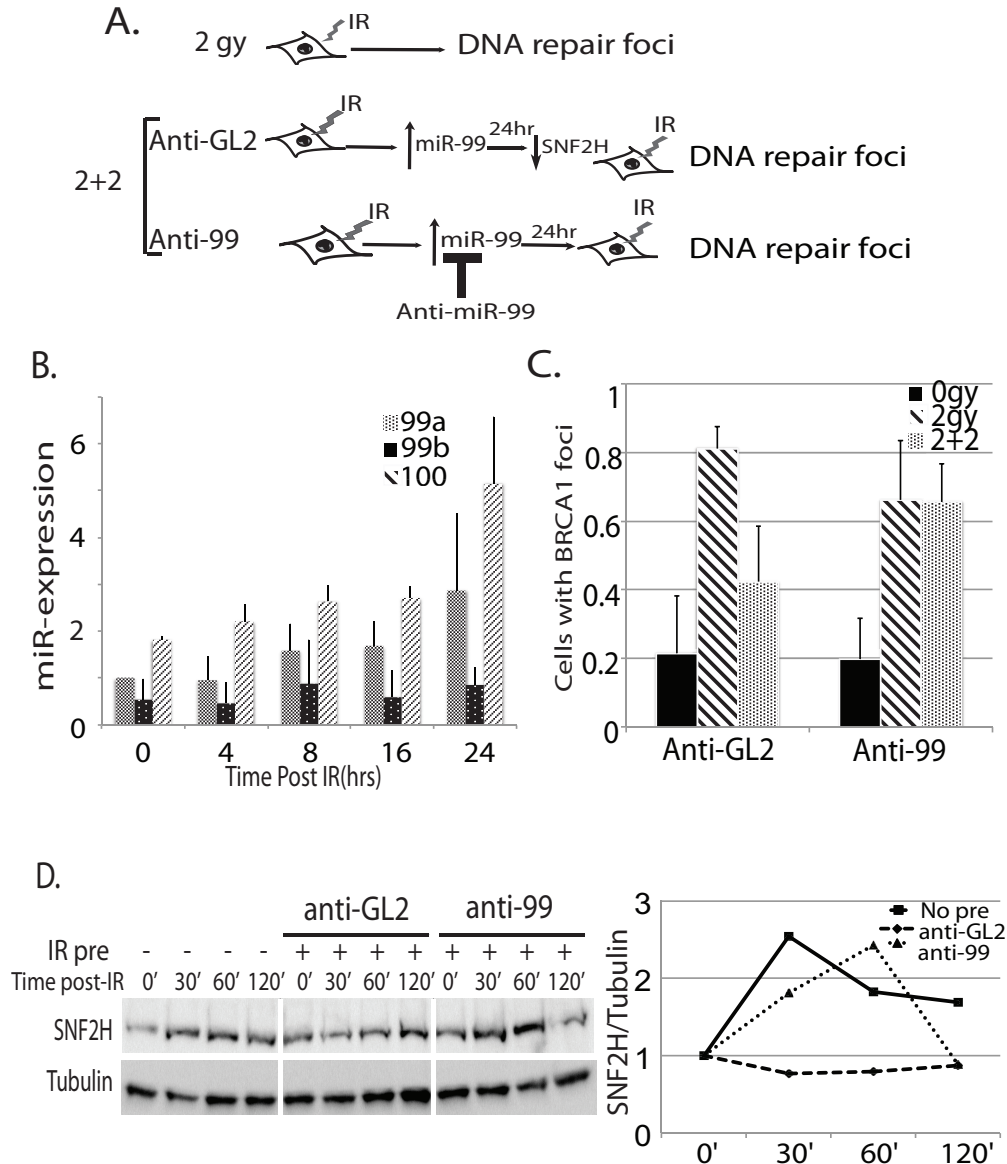 A.
2 gy IR DNA repair foci
2+2
Anti-GL2 IR miR-99 24hr SNF2H IR DNA repair foci
Anti-99 IR miR-99 24hr IR DNA repair foci
Anti-miR-99
B.
miR-expression
6
4
2
0
99a
99b
100
0 4 8 16 24
Time Post IR(hrs)
C.
Cells with BRCA1 foci
1
0.8
0.6
0.4
0.2
0
0gy
2gy
2+2
Anti-GL2 Anti-99
D.
anti-GL2 anti-99
IR pre - - - - + + + + + + + +
Time post-IR 0' 30' 60' 120' 0' 30' 60' 120' 0' 30' 60' 120'
SNF2H
Tubulin
SNF2H/Tubulin
3
2
1
0
No pre
anti-GL2
anti-99
0' 30' 60' 120'